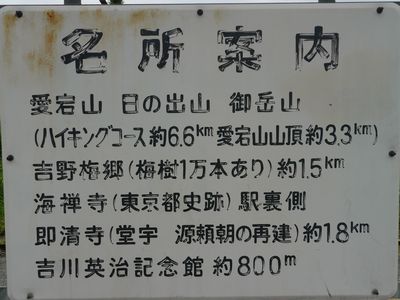 名所案内
愛宕山 日の出山 御岳山
(ハイキングコース約6.6km愛宕山山頂約3.3km)
吉野梅郷(梅樹1万本あり)約1.5km
海禅寺(東京都史跡)駅裏側
即清寺(堂宇 源頼朝の再建)約1.8km
吉川英治記念館 約800m